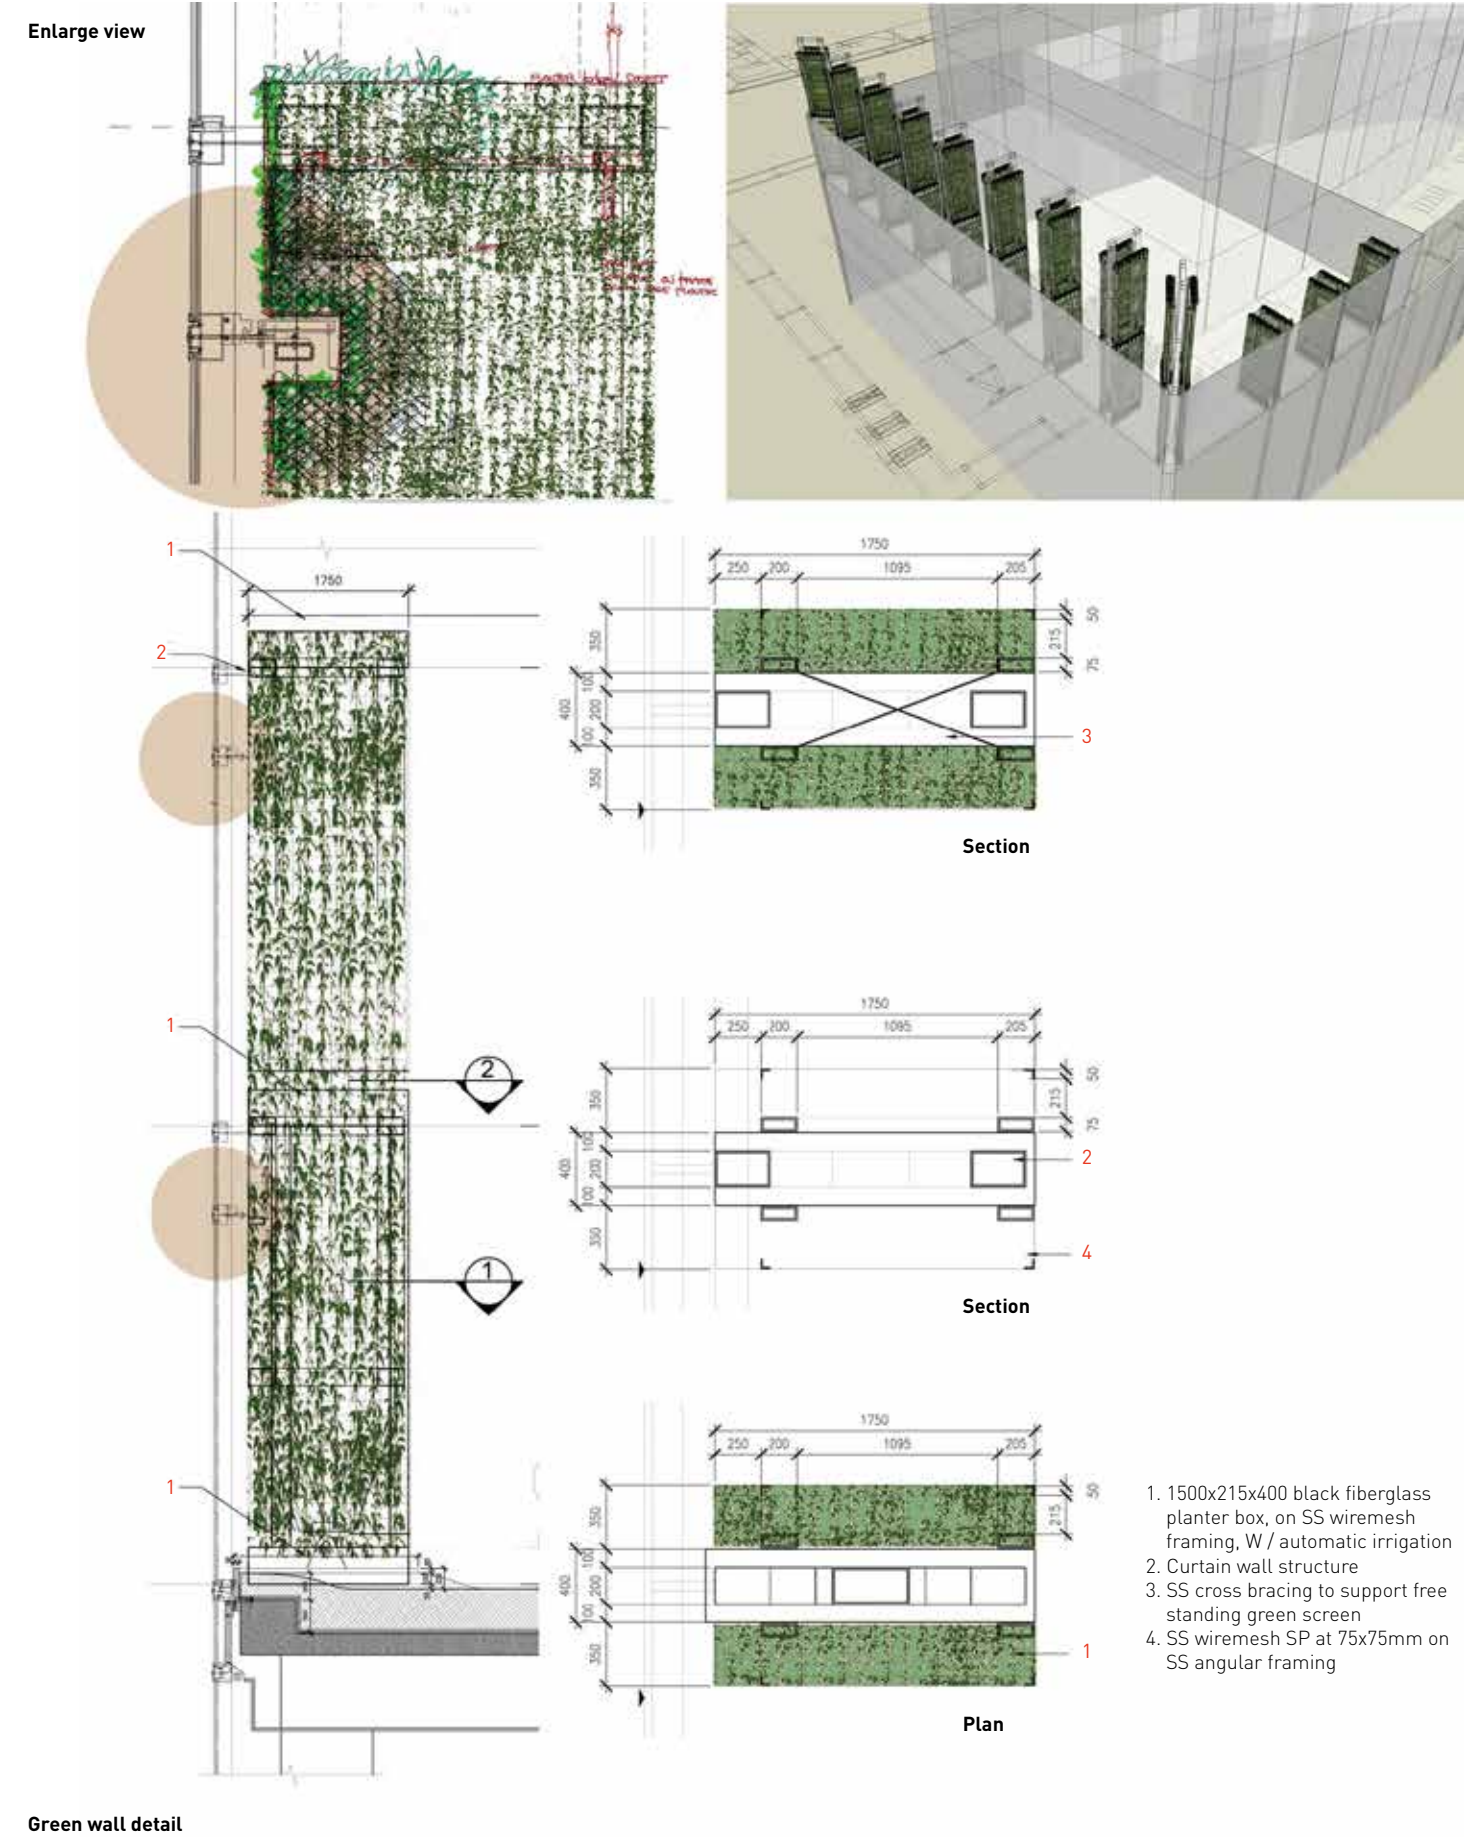 Enlarge view
1
1750
2
1
2
1
1
1750
250 200 1095 205
350
100
400
200
100
350
50
215
75
3
Section
1750
250 200 1095 205
350
100
400
200
100
350
50
215
75
2
4
Section
1750
250 200 1095 205
350
100
400
200
100
350
50
215
1
Plan
1. 1500x215x400 black fiberglass
planter box, on SS wiremesh
framing, W / automatic irrigation
2. Curtain wall structure
3. SS cross bracing to support free
standing green screen
4. SS wiremesh SP at 75x75mm on
SS angular framing
Green wall detail